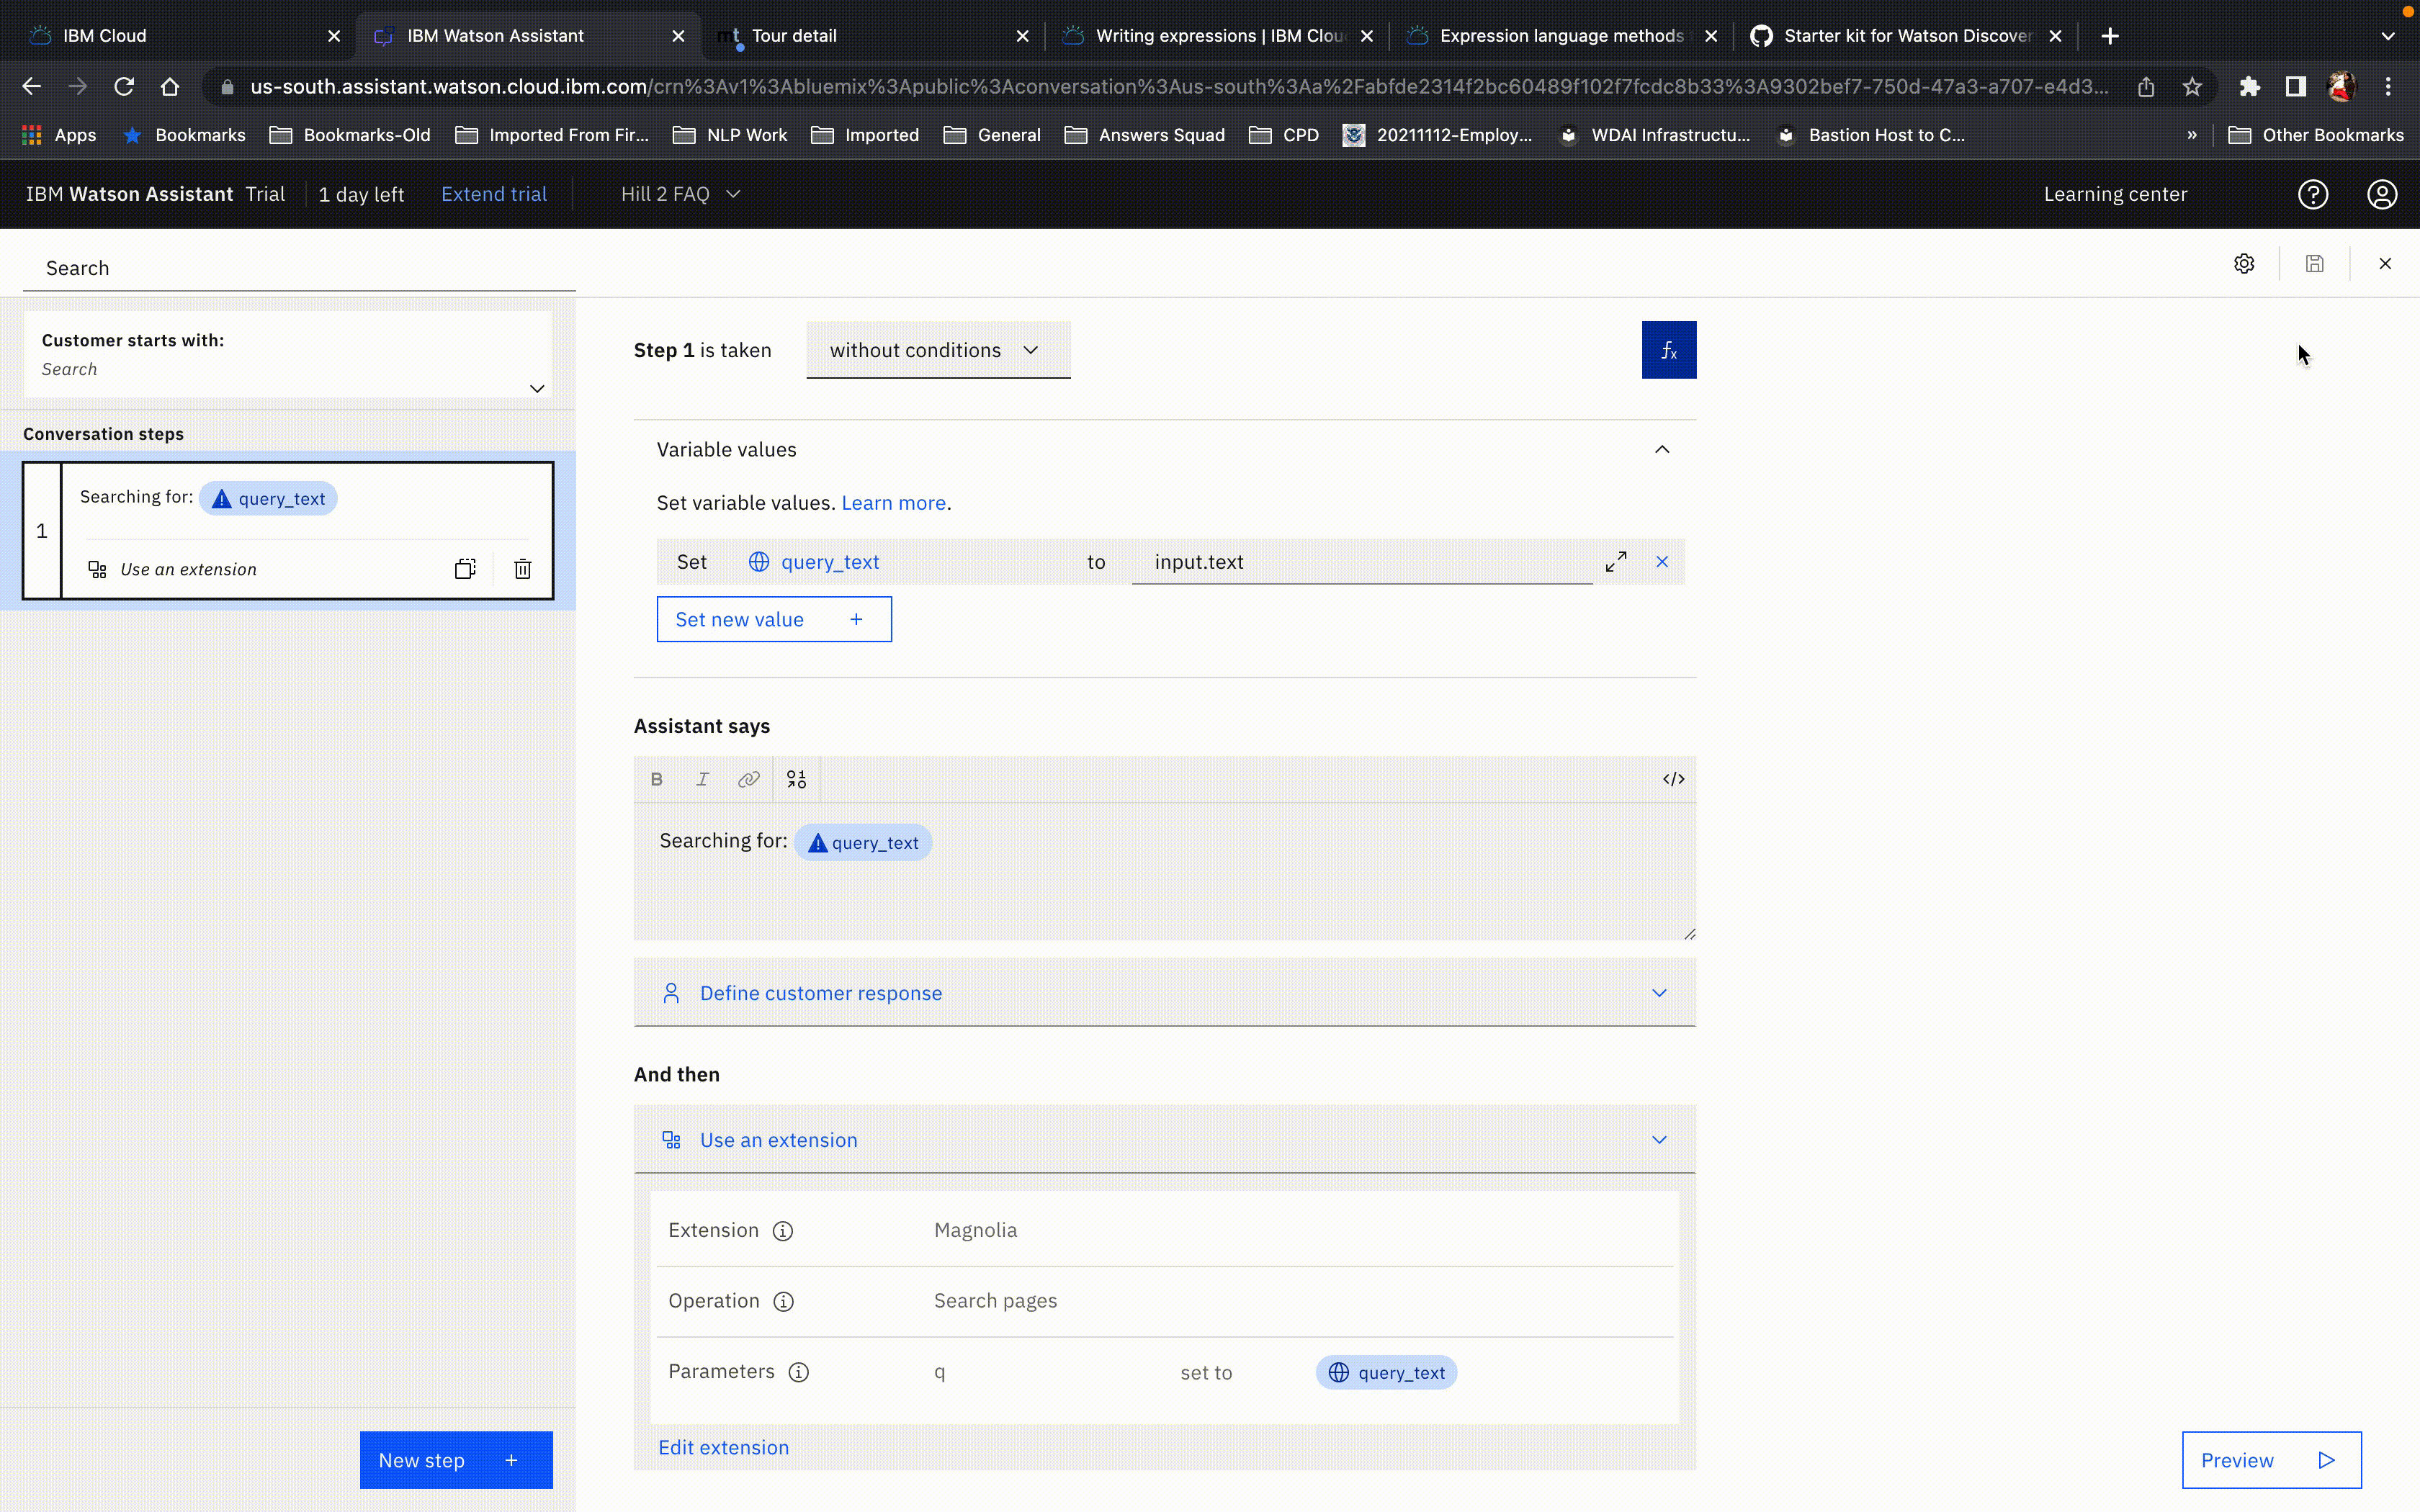 IBM Cloud
IBM Watson Assistant
Tour detail
Writing expressions | IBM Clou
Expression language methods
Starter kit for Watson Discover
us-south.assistant.watson.cloud.ibm.com/crn%3Av1%3Abluemix%3Apublic%3Aconversation%3Aus-south%3Aa%2Fabfde2314f2bc60489f102f7fcdc8b33%3A9302bef7-750d-47a3-a707-e4d3...
Apps
Bookmarks
Bookmarks-Old
Imported From Fir...
NLP Work
Imported
General
Answers Squad
CPD
20211112-Employ...
WDAI Infrastructu...
Bastion Host to C...
»
Other Bookmarks
IBM Watson Assistant Trial
1 day left
Extend trial
Hill 2 FAQ
Learning center
Search
Customer starts with:
Search
Conversation steps
1
Searching for: query_text
Use an extension
New step +
Step 1 is taken
without conditions
fx
Variable values
Set variable values. Learn more.
Set query_text to input.text
Set new value +
Assistant says
B I </>
Searching for: query_text
Define customer response
And then
Use an extension
Extension Magnolia
Operation Search pages
Parameters q set to query_text
Edit extension
Preview